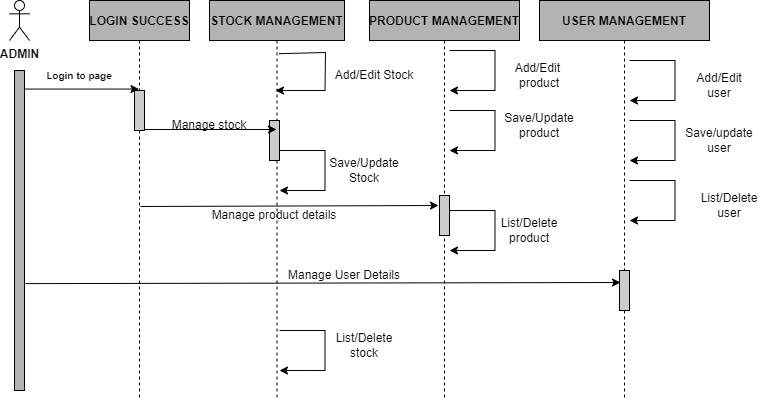 LOGIN SUCCESS
STOCK MANAGEMENT
PRODUCT MANAGEMENT
USER MANAGEMENT
ADMIN
Login to page
Add/Edit Stock
Add/Edit
product
Add/Edit
user
Manage stock
Save/Update
product
Save/update
user
Save/Update
Stock
List/Delete
user
Manage product details
List/Delete
product
Manage User Details
List/Delete
stock